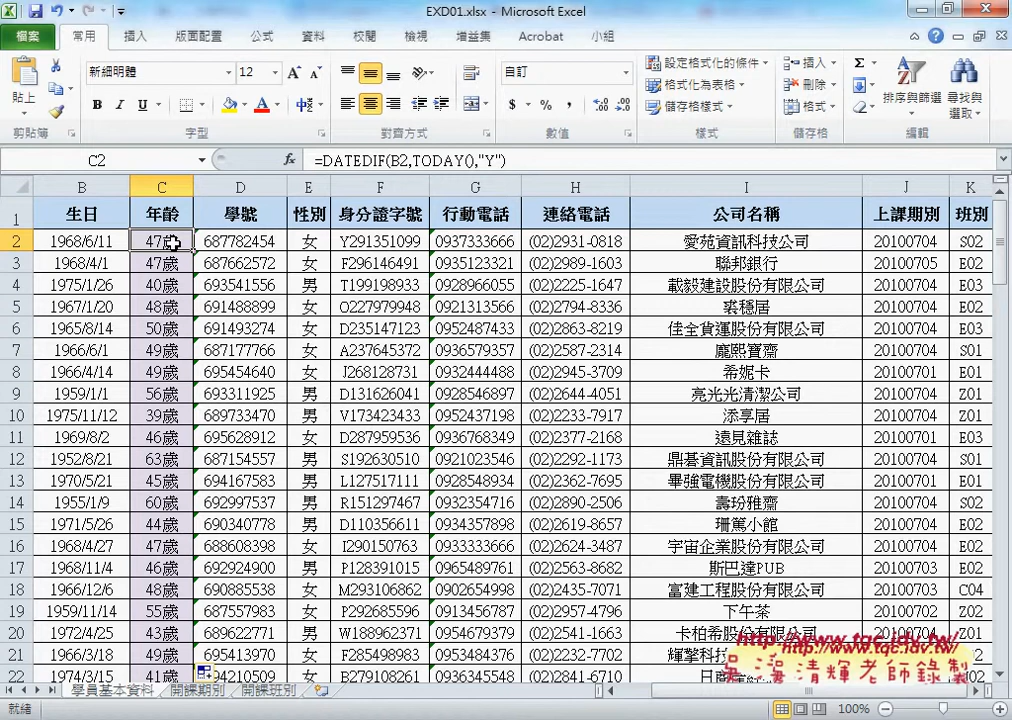 EXD01.xlsx - Microsoft Excel
檔案 常用 插入 版面配置 公式 資料 校閱 檢視 增益集 Acrobat 小組
貼上 新細明體 12 自訂 設定格式化的條件 插入 Σ
格式化為表格 刪除 排序與篩選 尋找與選取
B I U 中 $ % , 儲存格樣式 格式
剪貼簿 字型 對齊方式 數值 樣式 儲存格 編輯
C2 fx =DATEDIF(B2,TODAY(),"Y")
B C D E F G H I J K
1 生日 年齡 學號 性別 身分證字號 行動電話 連絡電話 公司名稱 上課期別 班別
2 1968/6/11 47歲 687782454 女 Y291351099 0937333666 (02)2931-0818 愛苑資訊科技公司 20100704 S02
3 1968/4/1 47歲 687662572 女 F296146491 0935123321 (02)2989-1603 聯邦銀行 20100705 E02
4 1975/1/26 40歲 693541556 男 T199198933 0928966055 (02)2225-1647 載毅建設股份有限公司 20100704 E03
5 1967/1/20 48歲 691488899 女 O227979948 0921313566 (02)2794-8336 裘穩居 20100704 E02
6 1965/8/14 50歲 691493274 女 D235147123 0952487433 (02)2863-8219 佳全貨運股份有限公司 20100704 E03
7 1966/6/1 49歲 687177766 女 A237645372 0936579357 (02)2587-2314 龐熙寶齋 20100704 S01
8 1966/4/14 49歲 695454640 女 J268128731 0932444488 (02)2945-3709 希妮卡 20100704 E01
9 1959/1/1 56歲 693311925 男 D131626041 0928546897 (02)2644-4051 亮光光清潔公司 20100704 Z01
10 1975/11/12 39歲 689733470 男 V173423433 0952437198 (02)2233-7917 添享居 20100704 Z01
11 1969/8/2 46歲 695628912 女 D287959536 0936768349 (02)2377-2168 遠見雜誌 20100701 E03
12 1952/8/21 63歲 687154557 男 S192630510 0921023546 (02)2892-1173 鼎碁資訊股份有限公司 20100704 S01
13 1970/5/21 45歲 694167583 男 L127517111 0928548934 (02)2362-7695 畢強電機股份有限公司 20100701 E01
14 1955/1/9 60歲 692997537 男 R151297467 0932354716 (02)2890-2506 壽玢雅齋 20100704 S02
15 1971/5/26 44歲 690340778 男 D110356611 0934357898 (02)2619-8657 珊篤小館 20100704 E02
16 1968/4/27 47歲 688608398 女 I290150763 0933333666 (02)2624-3487 宇宙企業股份有限公司 20100704 E02
17 1968/11/4 46歲 692924900 男 P128391015 0965489761 (02)2563-8682 斯巴達PUB 20100703 E02
18 1966/12/6 48歲 690885538 女 M293106862 0902654998 (02)2435-7071 富建工程股份有限公司 20100703 C04
19 1959/11/14 55歲 687557983 女 P292685596 0913456787 (02)2957-4796 下午茶 20100702 Z02
20 1972/4/25 43歲 689622771 男 W188962371 0954679379 (02)2541-1663 卡柏希股份有限公司 Z01
21 1966/3/18 49歲 695413970 女 F285498983 0953484376 (02)2232-7702 輝擎科技
22 1974/3/15 41歲 694210509 女 B279108261 0936345548 (02)2841-6710
http://www.tqc.idv.tw/
吳清輝老師錄製
學員基本資料 開課期別 開課班別
就緒 100%